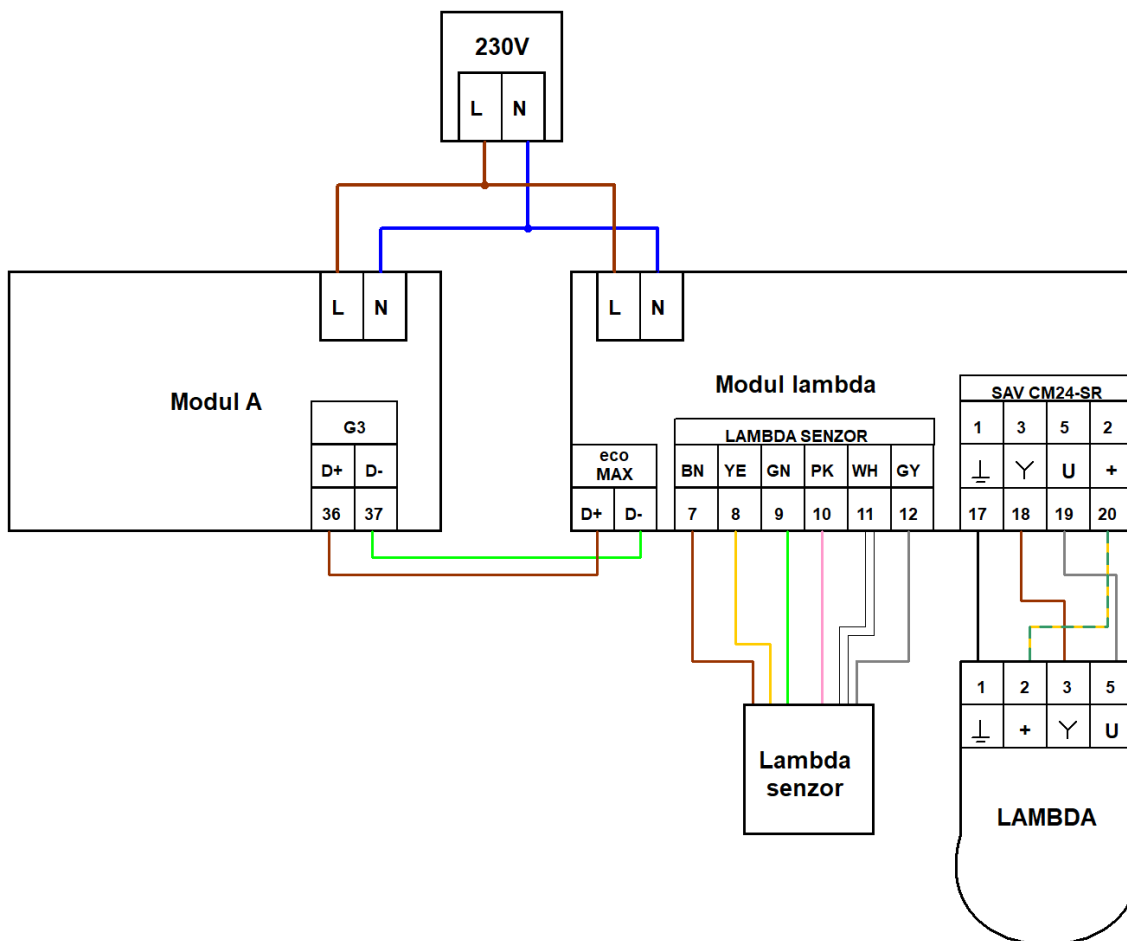 230V
L N
L N
L N
Modul A
Modul lambda
SAV CM24-SR
1 3 5 2
G3
LAMBDA SENZOR
eco
MAX
D+ D-
BN YE GN PK WH GY
Y U +
36 37
D+ D-
7 8 9 10 11 12
17 18 19 20
1 2 3 5
+ Y U
Lambda
senzor
LAMBDA